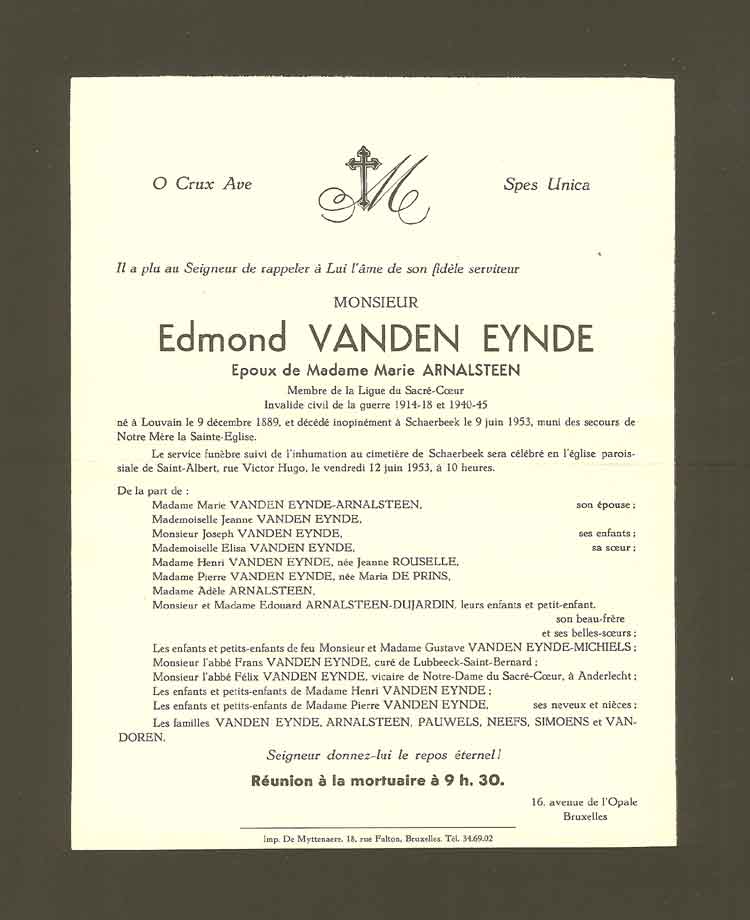 O Crux Ave
M
Spes Unica
Il a plu au Seigneur de rappeler à Lui l'âme de son fidèle serviteur
MONSIEUR
Edmond VANDEN EYNDE
Epoux de Madame Marie ARNALSTEEN
Membre de la Ligue du Sacré-Cœur
Invalide civil de la guerre 1914-18 et 1940-45
né à Louvain le 9 décembre 1889, et décédé inopinément à Schaerbeek le 9 juin 1953, muni des secours de
Notre Mère la Sainte-Eglise.
Le service funèbre suivi de l'inhumation au cimetière de Schaerbeek sera célébré en l'église parois-
siale de Saint-Albert, rue Victor Hugo, le vendredi 12 juin 1953, à 10 heures.
De la part de :
Madame Marie VANDEN EYNDE-ARNALSTEEN, son épouse ;
Mademoiselle Jeanne VANDEN EYNDE,
Monsieur Joseph VANDEN EYNDE, ses enfants ;
Mademoiselle Elisa VANDEN EYNDE, sa sœur ;
Madame Henri VANDEN EYNDE, née Jeanne ROUSELLE,
Madame Pierre VANDEN EYNDE, née Maria DE PRINS,
Madame Adèle ARNALSTEEN,
Monsieur et Madame Edouard ARNALSTEEN-DUJARDIN, leurs enfants et petit-enfant,
son beau-frère
et ses belles-sœurs ;
Les enfants et petits-enfants de feu Monsieur et Madame Gustave VANDEN EYNDE-MICHIELS ;
Monsieur l'abbé Frans VANDEN EYNDE, curé de Lubbeeck-Saint-Bernard ;
Monsieur l'abbé Félix VANDEN EYNDE, vicaire de Notre-Dame du Sacré-Cœur, à Anderlecht ;
Les enfants et petits-enfants de Madame Henri VANDEN EYNDE ;
Les enfants et petits-enfants de Madame Pierre VANDEN EYNDE, ses neveux et nièces ;
Les familles VANDEN EYNDE, ARNALSTEEN, PAUWELS, NEEFS, SIMOENS et VAN-
DOREN.
Seigneur donnez-lui le repos éternel !
Réunion à la mortuaire à 9 h. 30.
16, avenue de l'Opale
Bruxelles
Imp. De Myttenaere, 18, rue Falton, Bruxelles. Tél. 34.69.02